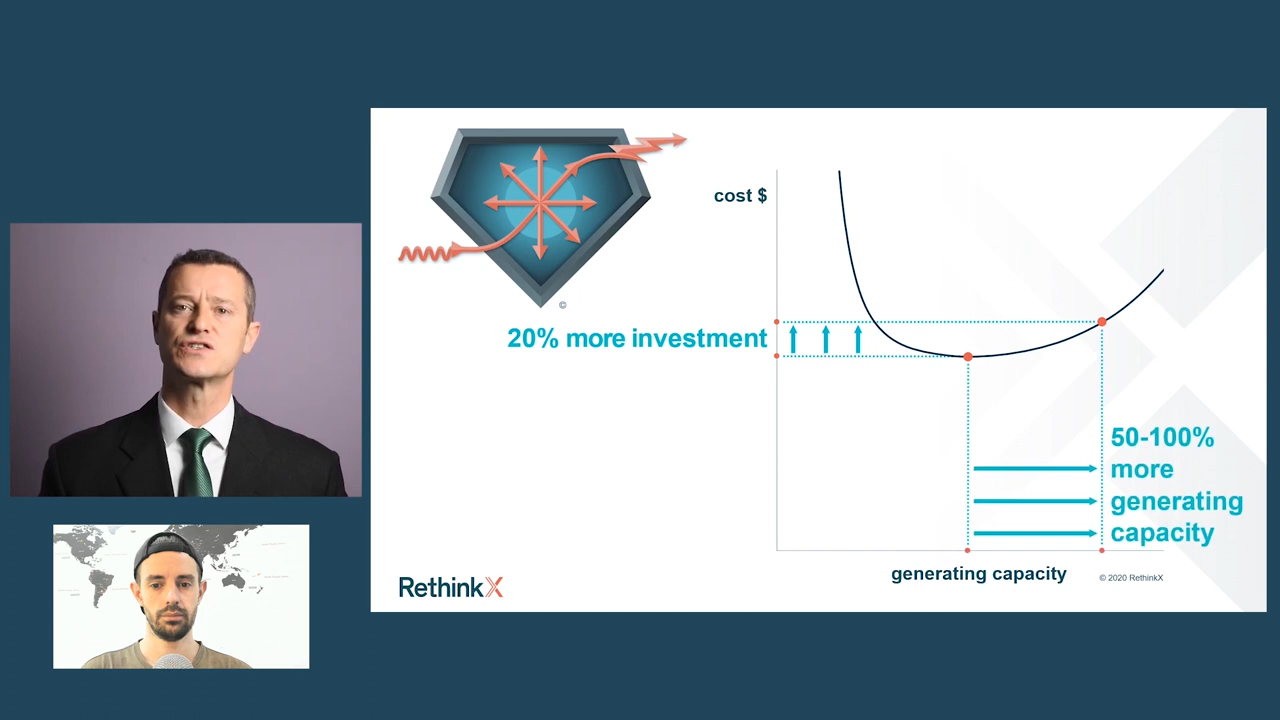 cost $
©
20% more investment
50-100%
more
generating
capacity
generating capacity
© 2020 RethinkX
RethinkX